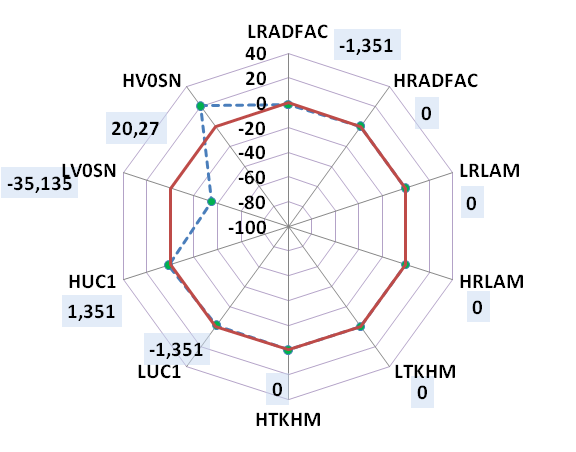 LRADFAC
-1,351
40
HRADFAC
HV0SN
20
0
0
20,27
-20
-40
LV0SN
LRLAM
-35,135
-60
0
-80
-100
HUC1
HRLAM
1,351
0
-1,351
LUC1
LTKHM
0
0
HTKHM